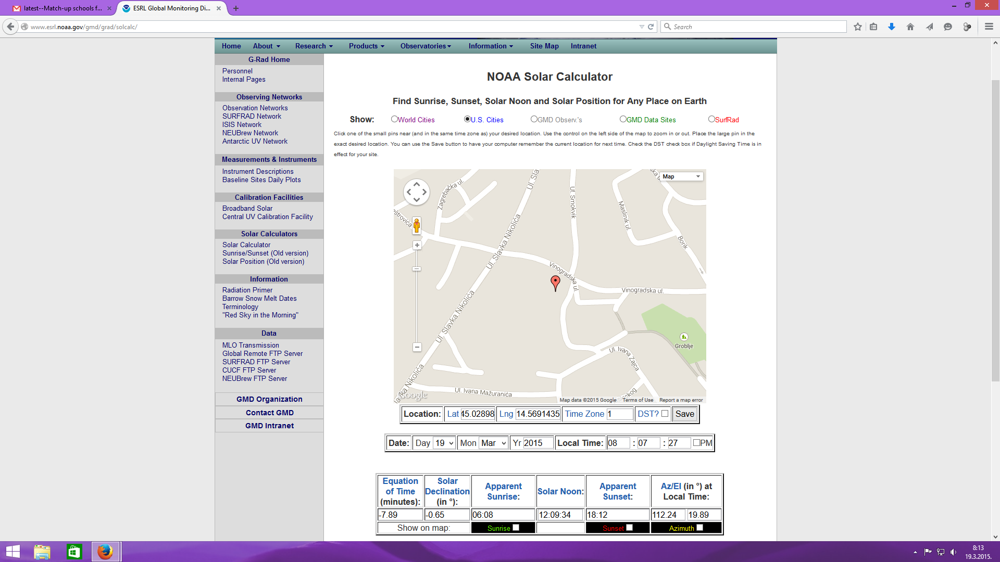 latest--Match-up schools f...
ESRL Global Monitoring Di...
www.esrl.noaa.gov/gmd/grad/solcalc/
Search
Home About Research Products Observatories Information Site Map Intranet
G-Rad Home
Personnel
Internal Pages
Observing Networks
Observation Networks
SURFRAD Network
ISIS Network
NEUBrew Network
Antarctic UV Network
Measurements & Instruments
Instrument Descriptions
Baseline Sites Daily Plots
Calibration Facilities
Broadband Solar
Central UV Calibration Facility
Solar Calculators
Solar Calculator
Sunrise/Sunset (Old version)
Solar Position (Old version)
Information
Radiation Primer
Barrow Snow Melt Dates
Terminology
"Red Sky in the Morning"
Data
MLO Transmission
Global Remote FTP Server
SURFRAD FTP Server
CUCF FTP Server
NEUBrew FTP Server
GMD Organization
Contact GMD
GMD Intranet
NOAA Solar Calculator
Find Sunrise, Sunset, Solar Noon and Solar Position for Any Place on Earth
Show: World Cities U.S. Cities GMD Observ.'s GMD Data Sites SurfRad
Click one of the small pins near (and in the same time zone as) your desired location. Use the control on the left side of the map to zoom in or out. Place the large pin in the
exact desired location. You can use the Save button to have your computer remember the current location for next time. Check the DST check box if Daylight Saving Time is in
effect for your site.
Map
Zagrebačka ul.
Ul. Sla
Ul. Smokvik
Maslinik ul.
Borik
Ul. Slavka Nikolića
Vinogradska ul.
Vinogradska ul.
Ul. Slavka Nikolića
Groblje
Ul. Ivana Zajca
Ul. Ivana Mažuranića
Google
Map data ©2015 Google Terms of Use Report a map error
Location: Lat 45.02898 Lng 14.5691435 Time Zone 1 DST? Save
Date: Day 19 Mon Mar Yr 2015 Local Time: 08 : 07 : 27 PM
Equation of Time (minutes): Solar Declination (in °): Apparent Sunrise: Solar Noon: Apparent Sunset: Az/El (in °) at Local Time:
-7.89 -0.65 06:08 12:09:34 18:12 112.24 19.89
Show on map: Sunrise Sunset Azimuth
8:13
19.3.2015.